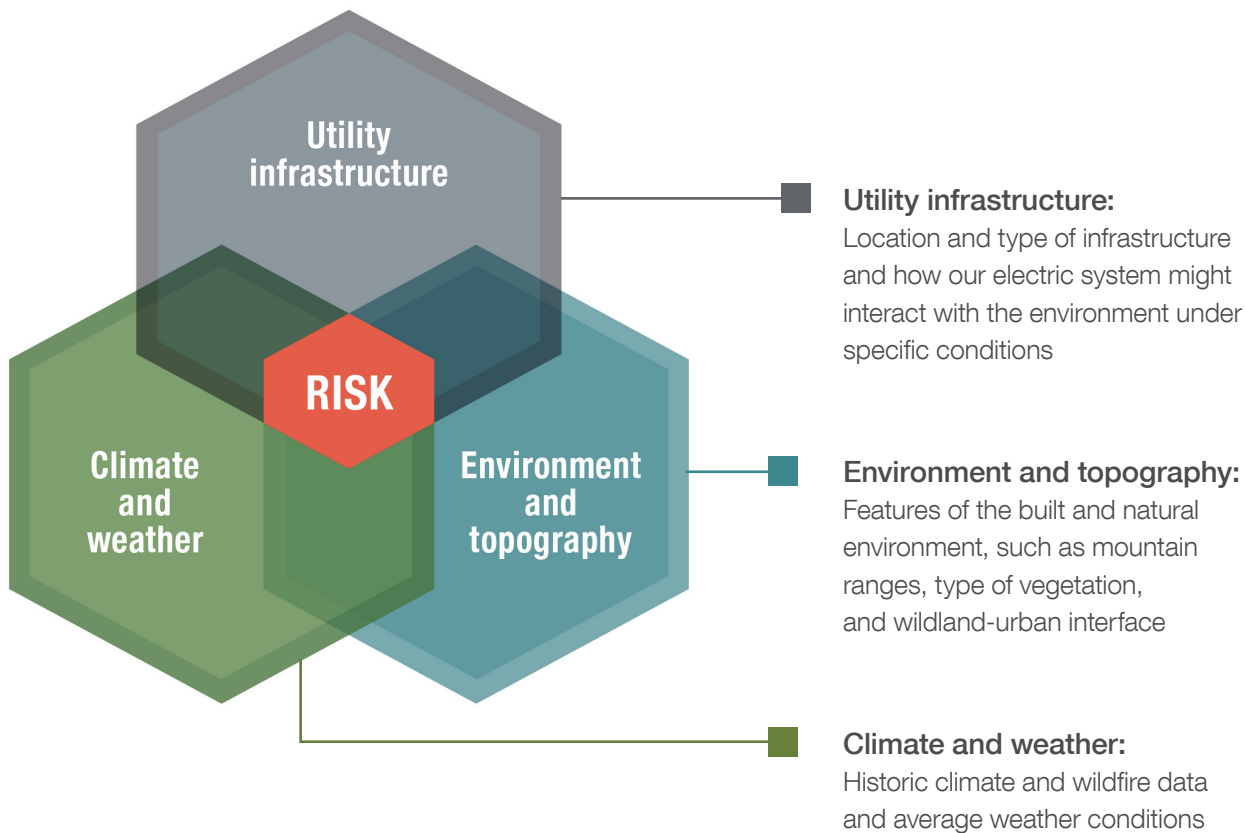 Utility
infrastructure
RISK
Climate
and
weather
Environment
and
topography
Utility infrastructure:
Location and type of infrastructure
and how our electric system might
interact with the environment under
specific conditions
Environment and topography:
Features of the built and natural
environment, such as mountain
ranges, type of vegetation,
and wildland-urban interface
Climate and weather:
Historic climate and wildfire data
and average weather conditions